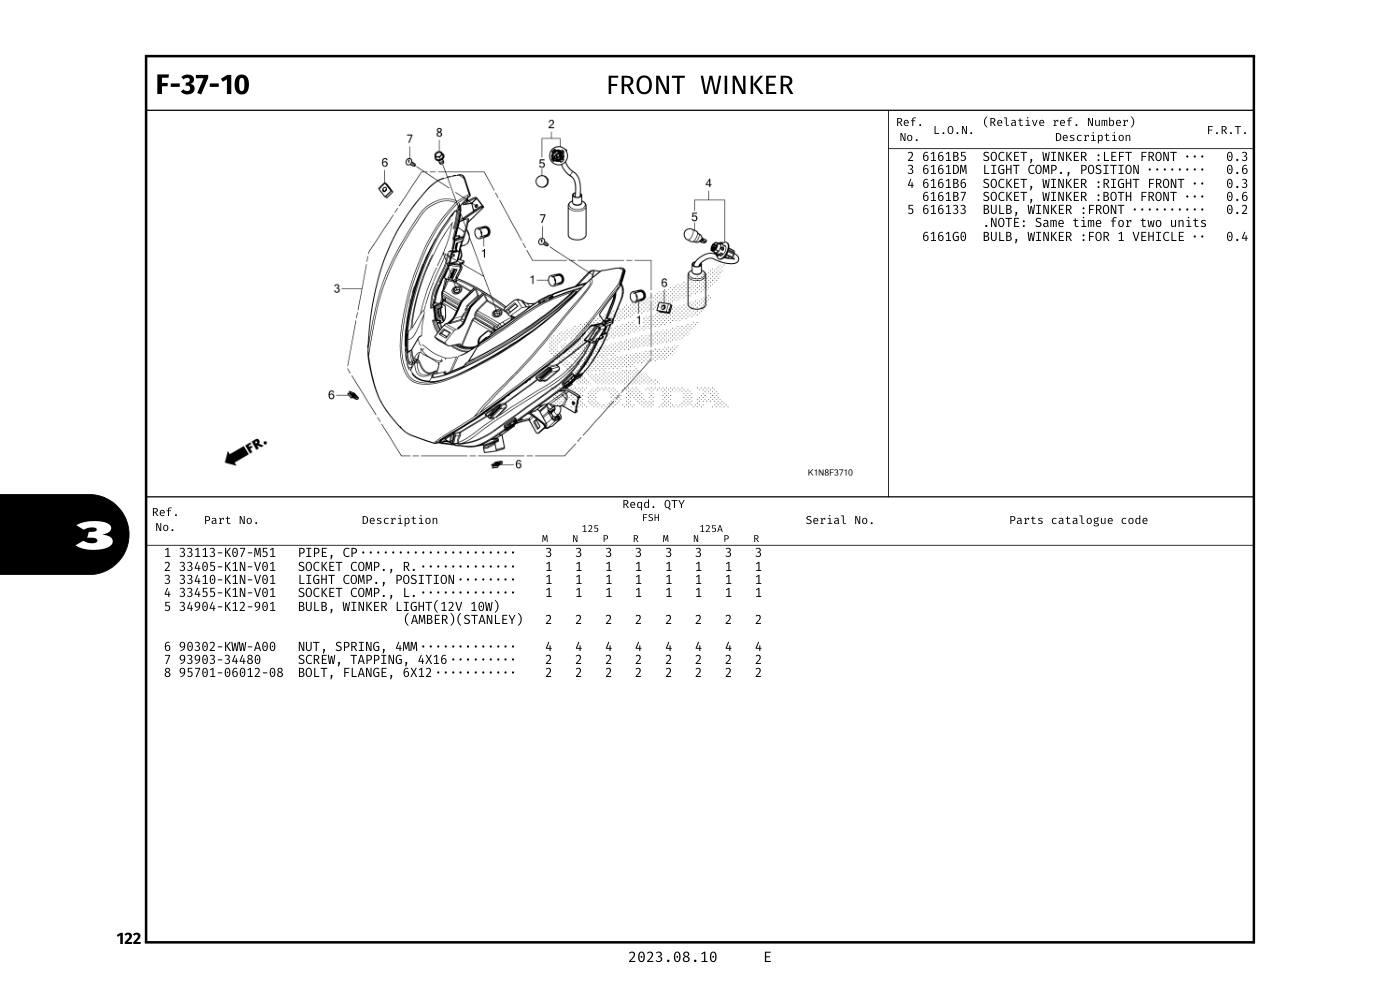 F-37-10
FRONT WINKER
2
8
7
6
5
4
7
5
1
1
3
6
1
6
6
FR.
HONDA
K1N8F3710
Ref. No. L.O.N. (Relative ref. Number) Description F.R.T.
2 6161B5 SOCKET, WINKER :LEFT FRONT ··· 0.3
3 6161DM LIGHT COMP., POSITION ········ 0.6
4 6161B6 SOCKET, WINKER :RIGHT FRONT ·· 0.3
6161B7 SOCKET, WINKER :BOTH FRONT ··· 0.6
5 616133 BULB, WINKER :FRONT ·········· 0.2
.NOTE: Same time for two units
6161G0 BULB, WINKER :FOR 1 VEHICLE ·· 0.4
3
Reqd. QTY
Ref. No. Part No. Description FSH Serial No. Parts catalogue code
125 125A
M N P R M N P R
1 33113-K07-M51 PIPE, CP····················· 3 3 3 3 3 3 3 3
2 33405-K1N-V01 SOCKET COMP., R.············· 1 1 1 1 1 1 1 1
3 33410-K1N-V01 LIGHT COMP., POSITION········ 1 1 1 1 1 1 1 1
4 33455-K1N-V01 SOCKET COMP., L.············· 1 1 1 1 1 1 1 1
5 34904-K12-901 BULB, WINKER LIGHT(12V 10W)
(AMBER)(STANLEY) 2 2 2 2 2 2 2 2
6 90302-KWW-A00 NUT, SPRING, 4MM············· 4 4 4 4 4 4 4 4
7 93903-34480 SCREW, TAPPING, 4X16········· 2 2 2 2 2 2 2 2
8 95701-06012-08 BOLT, FLANGE, 6X12··········· 2 2 2 2 2 2 2 2
122
2023.08.10 E